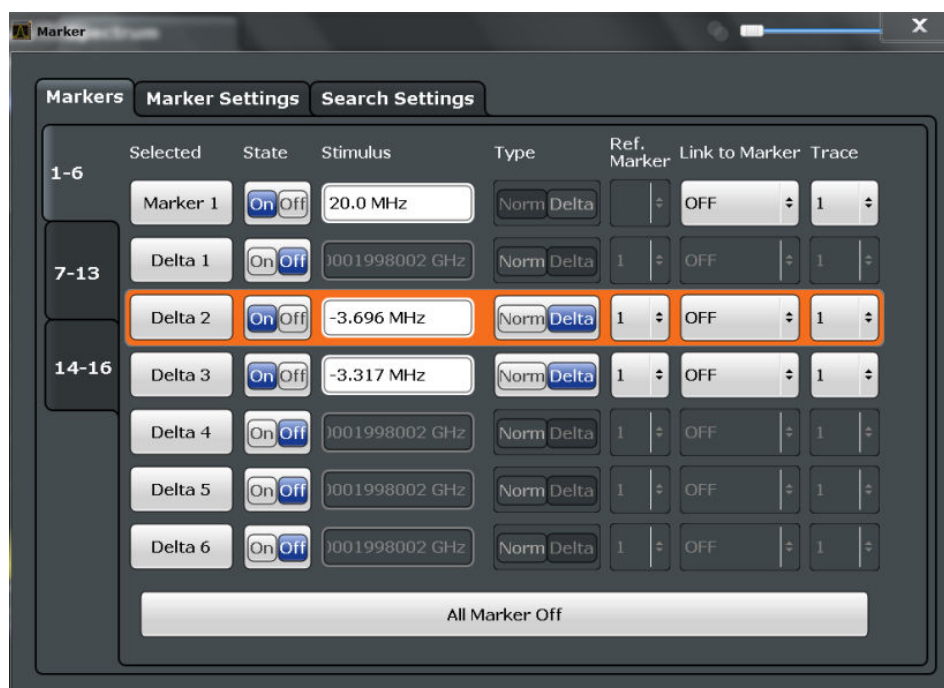 Marker
Spectrum
X
Markers Marker Settings Search Settings
1-6
7-13
14-16
Selected State Stimulus Type Ref. Marker Link to Marker Trace
Marker 1 On Off 20.0 MHz Norm Delta OFF 1
Delta 1 On Off 0001998002 GHz Norm Delta 1 OFF 1
Delta 2 On Off -3.696 MHz Norm Delta 1 OFF 1
Delta 3 On Off -3.317 MHz Norm Delta 1 OFF 1
Delta 4 On Off 0001998002 GHz Norm Delta 1 OFF 1
Delta 5 On Off 0001998002 GHz Norm Delta 1 OFF 1
Delta 6 On Off 0001998002 GHz Norm Delta 1 OFF 1
All Marker Off